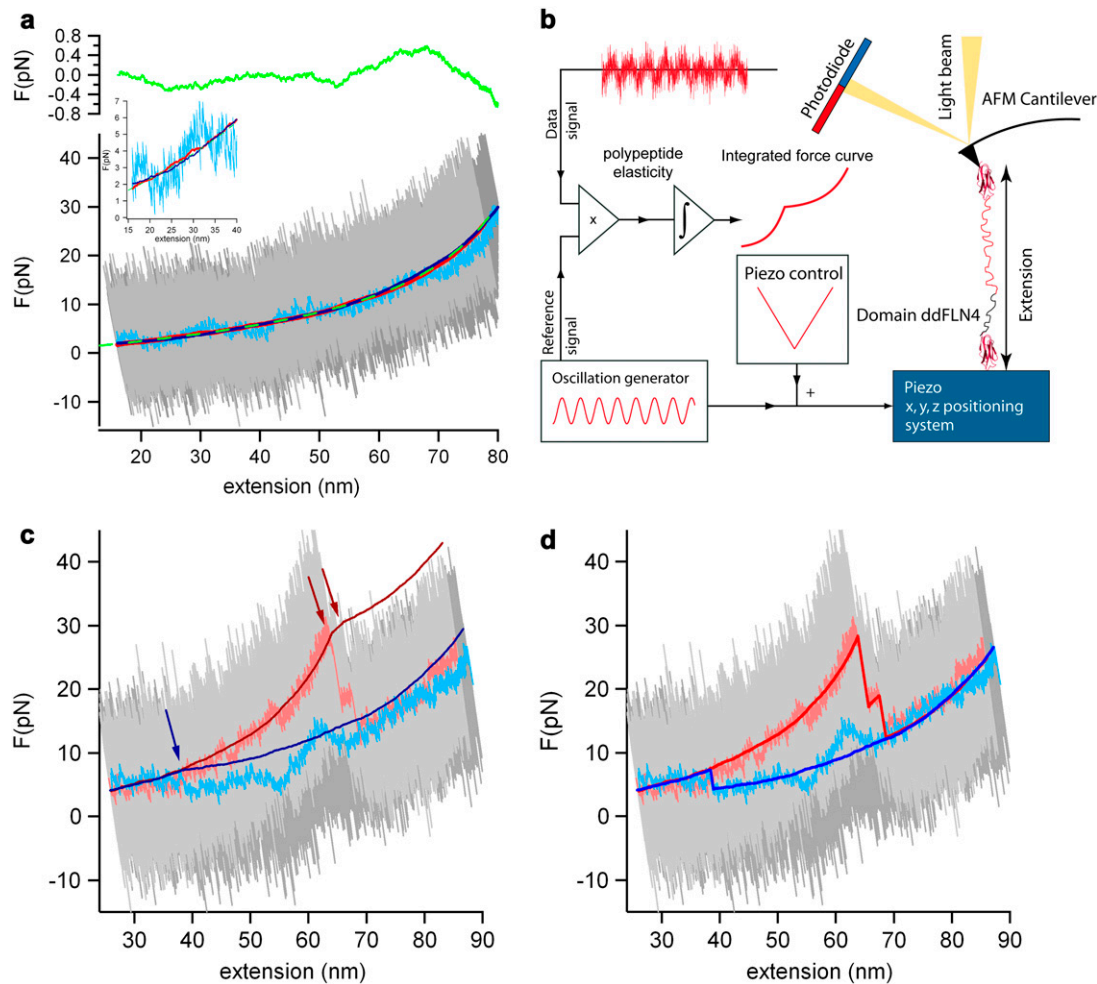 a
F(pN)
0.8
0.4
0.0
-0.4
-0.8
F(pN)
7
6
5
4
3
2
1
0
15 20 25 30 35 40
extension (nm)
F(pN)
40
30
20
10
0
-10
20 30 40 50 60 70 80
extension (nm)
b
Data
signal
polypeptide
elasticity
x
∫
Reference
signal
Oscillation generator
Photodiode
Integrated force curve
Piezo control
+
Light beam
AFM Cantilever
Extension
Domain ddFLN4
Piezo
x, y, z positioning
system
c
F(pN)
40
30
20
10
0
-10
30 40 50 60 70 80 90
extension (nm)
d
F(pN)
40
30
20
10
0
-10
30 40 50 60 70 80 90
extension (nm)